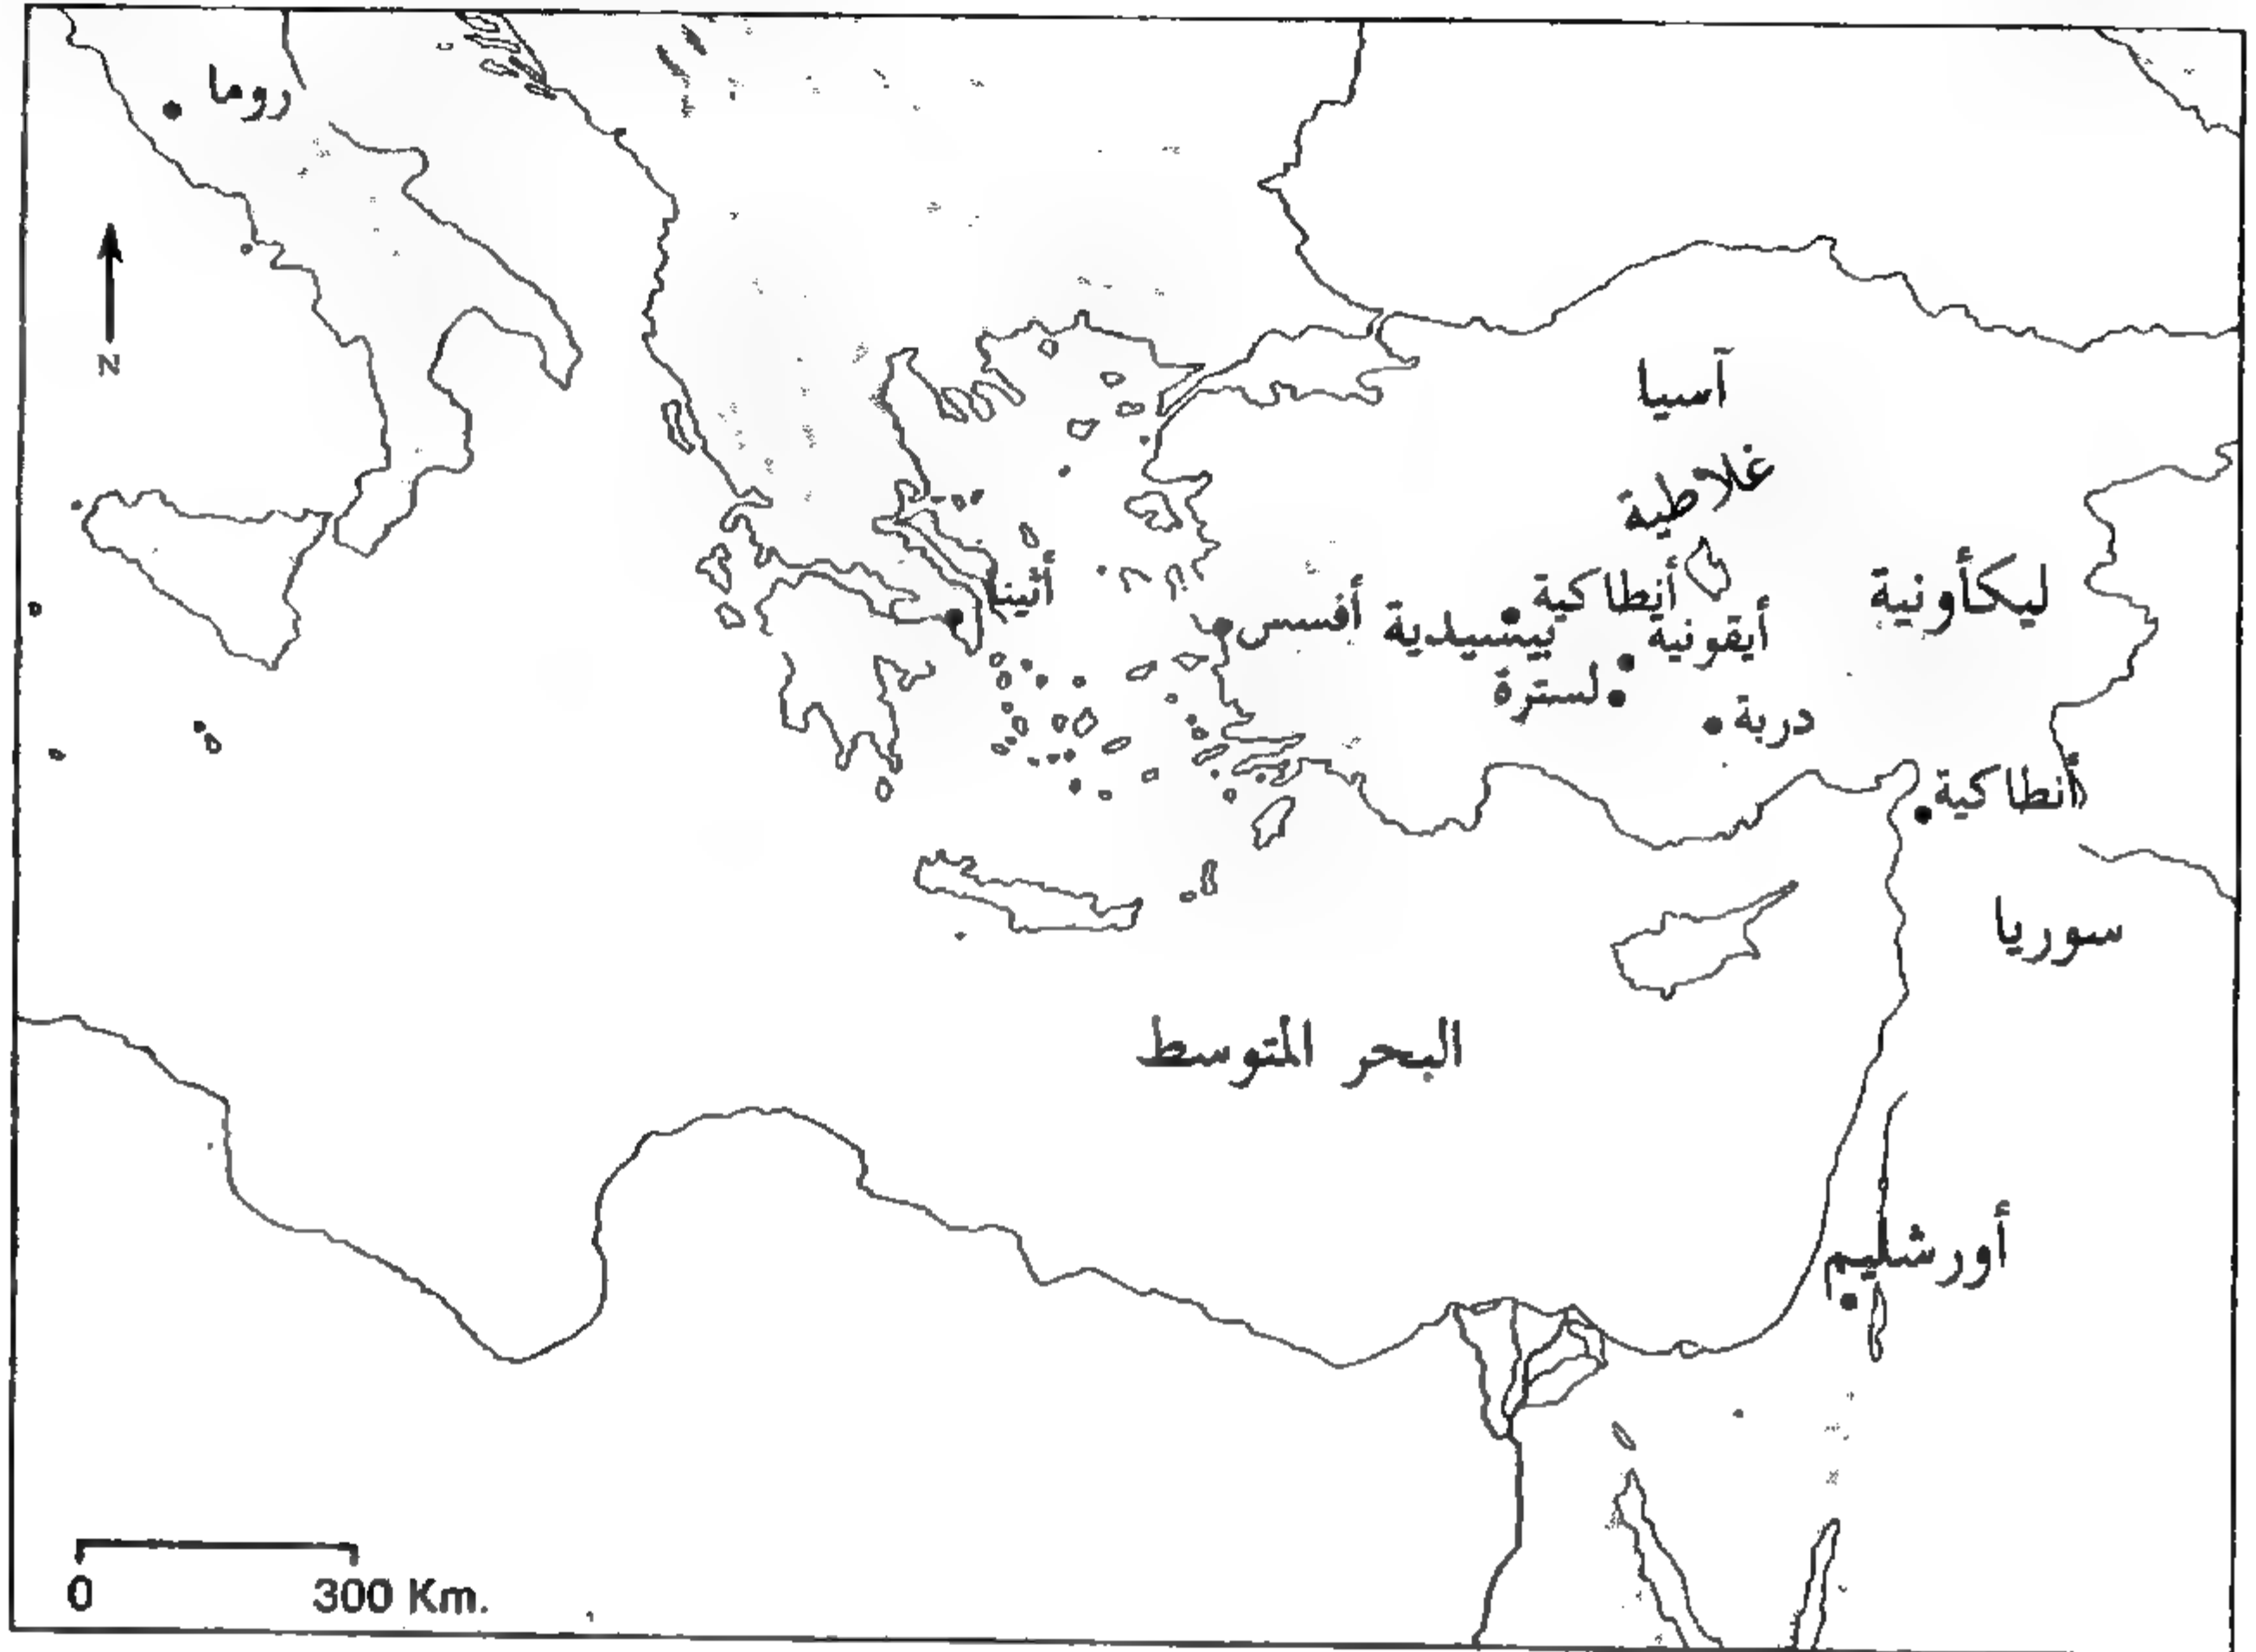 روما
N
آسيا
غلاطية
ليكأونية
أثينا
أنطاكية
بيسيدية
أفسس
أيقونية
لسترة
دربة
أنطاكية
سوريا
البحر المتوسط
أورشليم
0 300 Km.